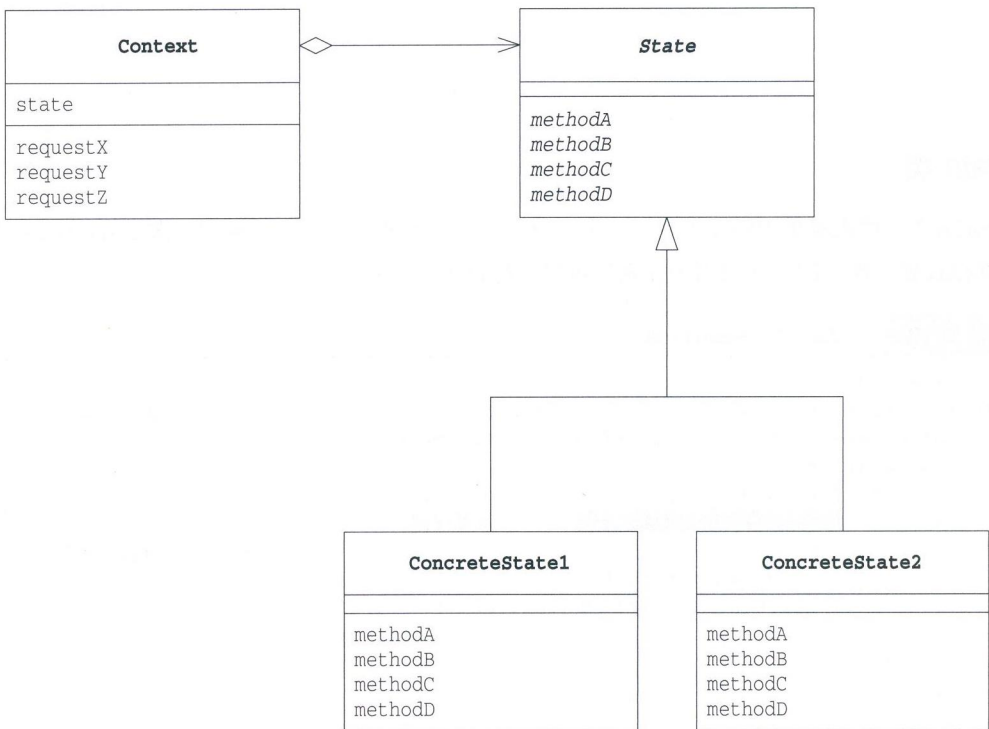 Context
state
requestX
requestY
requestZ
State
methodA
methodB
methodC
methodD
ConcreteState1
methodA
methodB
methodC
methodD
ConcreteState2
methodA
methodB
methodC
methodD